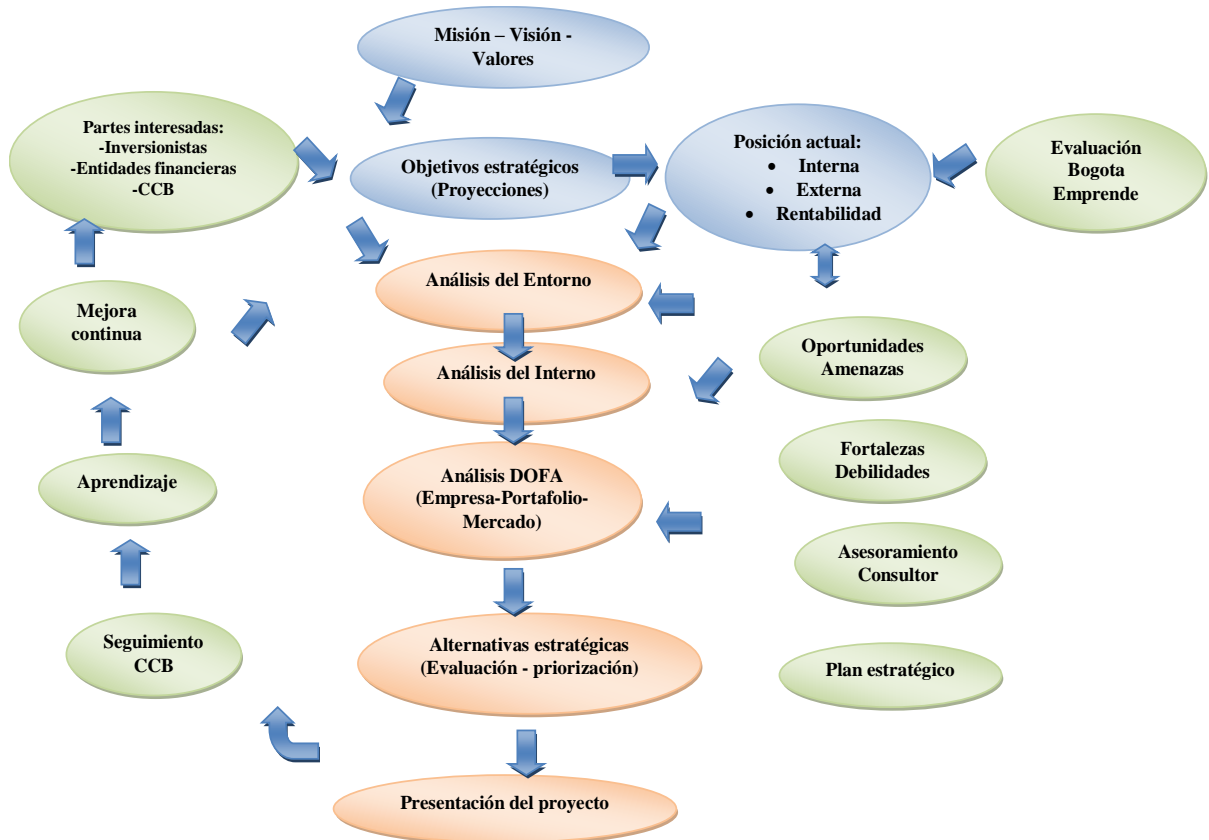 Misión – Visión -
Valores
Partes interesadas:
-Inversionistas
-Entidades financieras
-CCB
Objetivos estratégicos
(Proyecciones)
Posición actual:
• Interna
• Externa
• Rentabilidad
Evaluación
Bogota
Emprende
Análisis del Entorno
Mejora
continua
Oportunidades
Amenazas
Análisis del Interno
Fortalezas
Debilidades
Aprendizaje
Análisis DOFA
(Empresa-Portafolio-
Mercado)
Asesoramiento
Consultor
Seguimiento
CCB
Alternativas estratégicas
(Evaluación - priorización)
Plan estratégico
Presentación del proyecto